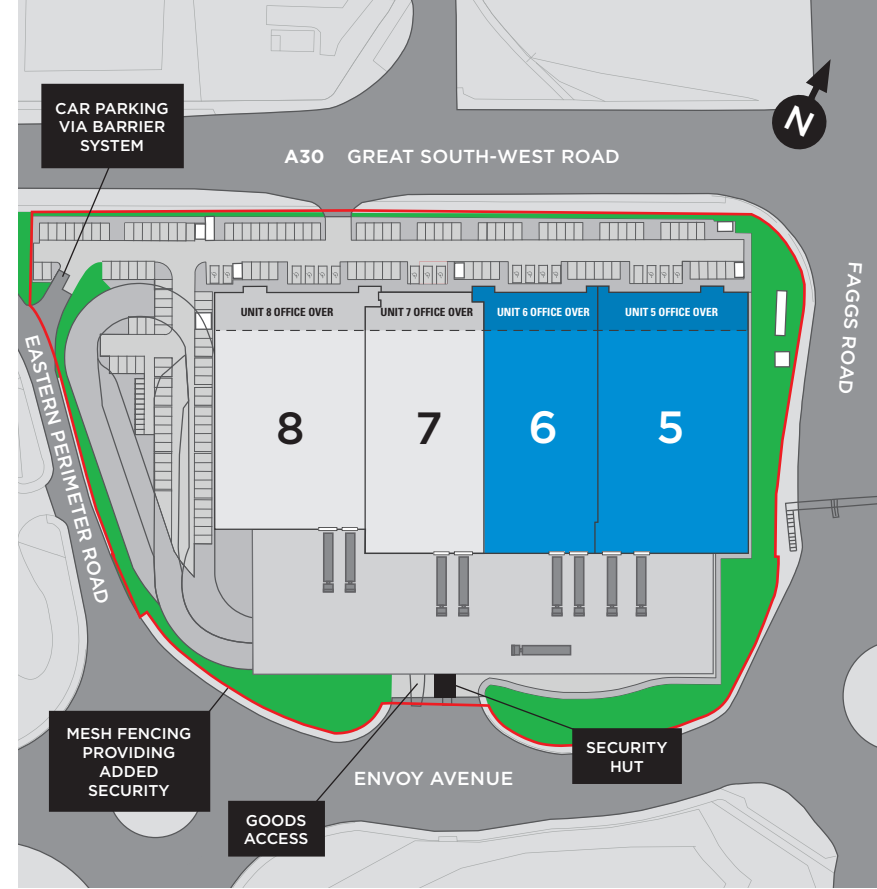 CAR PARKING
VIA BARRIER
SYSTEM
N
A30 GREAT SOUTH-WEST ROAD
FAGGS ROAD
EASTERN PERIMETER ROAD
UNIT 8 OFFICE OVER
UNIT 7 OFFICE OVER
UNIT 6 OFFICE OVER
UNIT 5 OFFICE OVER
8
7
6
5
MESH FENCING
PROVIDING
ADDED
SECURITY
SECURITY
HUT
ENVOY AVENUE
GOODS
ACCESS